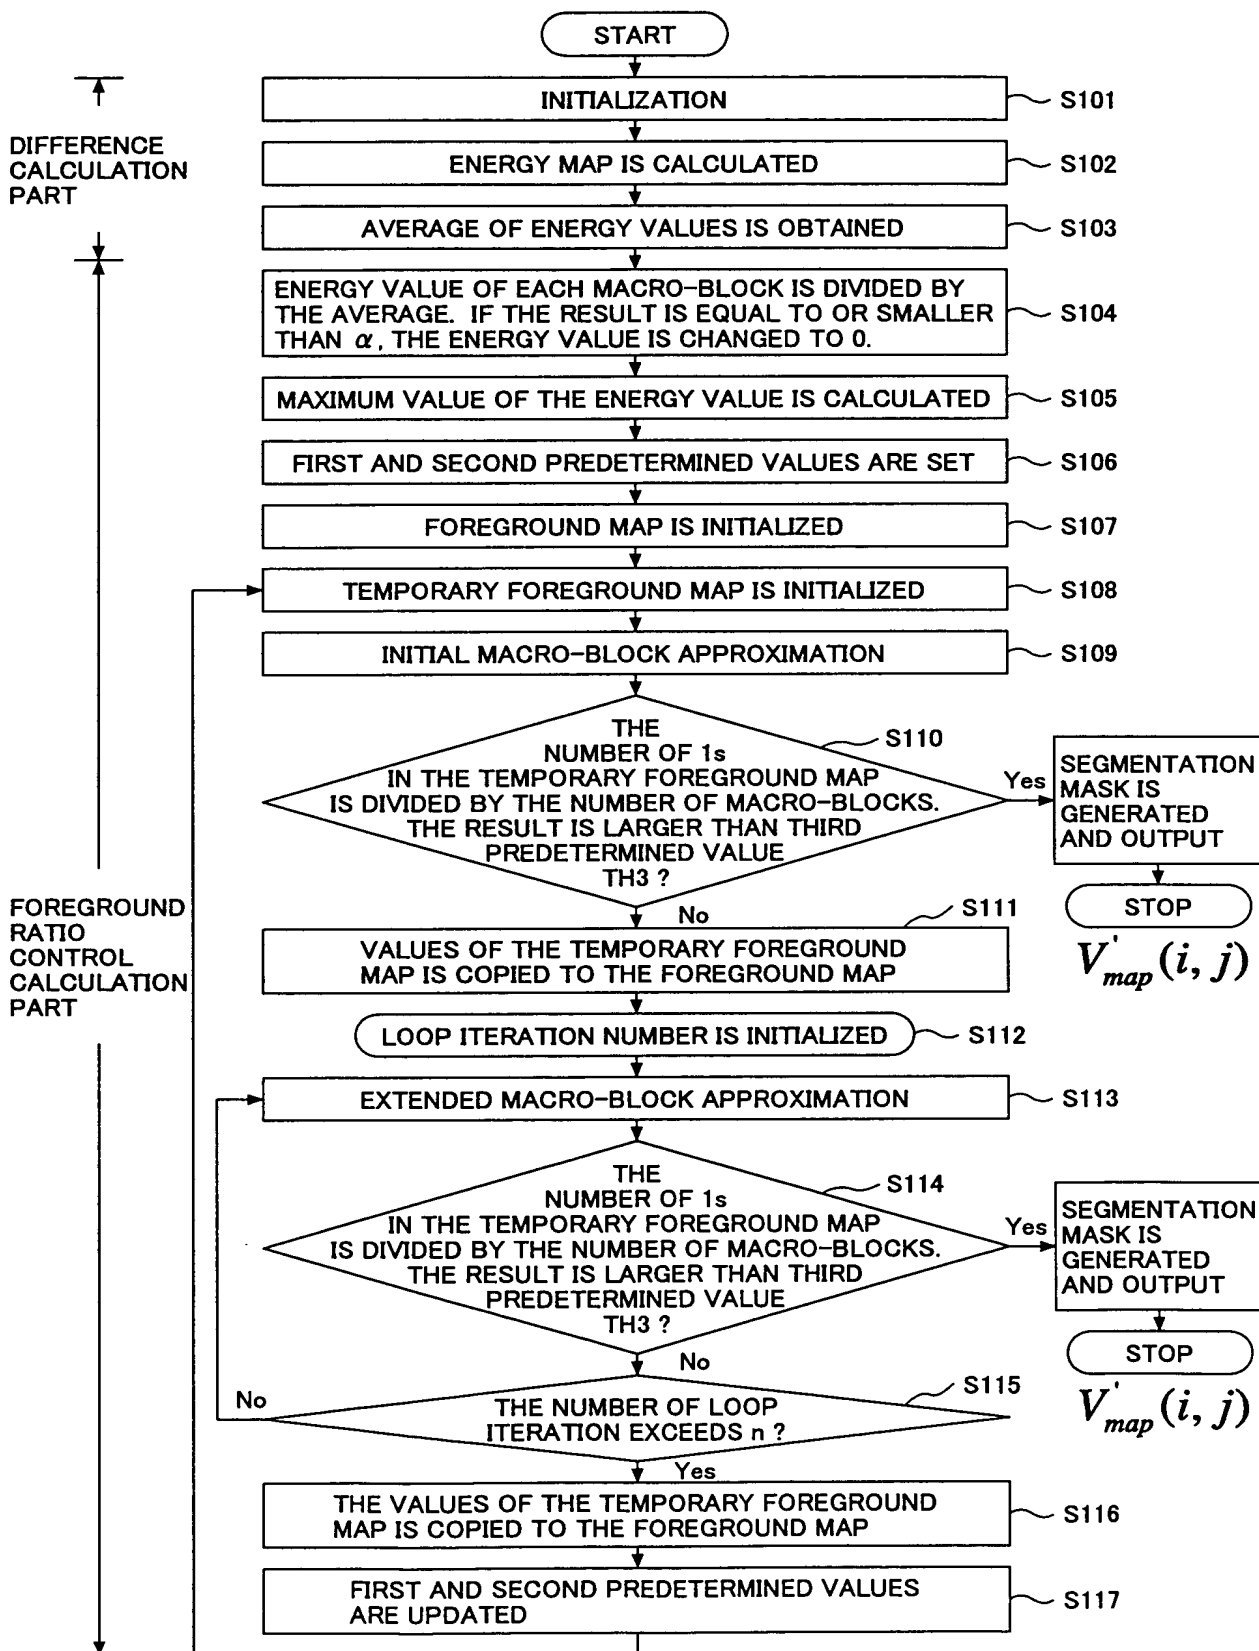 START
INITIALIZATION
S101
DIFFERENCE
CALCULATION
PART
ENERGY MAP IS CALCULATED
S102
AVERAGE OF ENERGY VALUES IS OBTAINED
S103
ENERGY VALUE OF EACH MACRO-BLOCK IS DIVIDED BY
THE AVERAGE. IF THE RESULT IS EQUAL TO OR SMALLER
THAN α, THE ENERGY VALUE IS CHANGED TO 0.
S104
MAXIMUM VALUE OF THE ENERGY VALUE IS CALCULATED
S105
FIRST AND SECOND PREDETERMINED VALUES ARE SET
S106
FOREGROUND MAP IS INITIALIZED
S107
TEMPORARY FOREGROUND MAP IS INITIALIZED
S108
INITIAL MACRO-BLOCK APPROXIMATION
S109
THE
NUMBER OF 1s
IN THE TEMPORARY FOREGROUND MAP
IS DIVIDED BY THE NUMBER OF MACRO-BLOCKS.
THE RESULT IS LARGER THAN THIRD
PREDETERMINED VALUE
TH3 ?
S110
Yes
SEGMENTATION
MASK IS
GENERATED
AND OUTPUT
STOP
V'map(i, j)
No
FOREGROUND
RATIO
CONTROL
CALCULATION
PART
S111
VALUES OF THE TEMPORARY FOREGROUND
MAP IS COPIED TO THE FOREGROUND MAP
LOOP ITERATION NUMBER IS INITIALIZED
S112
EXTENDED MACRO-BLOCK APPROXIMATION
S113
THE
NUMBER OF 1s
IN THE TEMPORARY FOREGROUND MAP
IS DIVIDED BY THE NUMBER OF MACRO-BLOCKS.
THE RESULT IS LARGER THAN THIRD
PREDETERMINED VALUE
TH3 ?
S114
Yes
SEGMENTATION
MASK IS
GENERATED
AND OUTPUT
STOP
V'map(i, j)
No
THE NUMBER OF LOOP
ITERATION EXCEEDS n ?
S115
No
Yes
THE VALUES OF THE TEMPORARY FOREGROUND
MAP IS COPIED TO THE FOREGROUND MAP
S116
FIRST AND SECOND PREDETERMINED VALUES
ARE UPDATED
S117